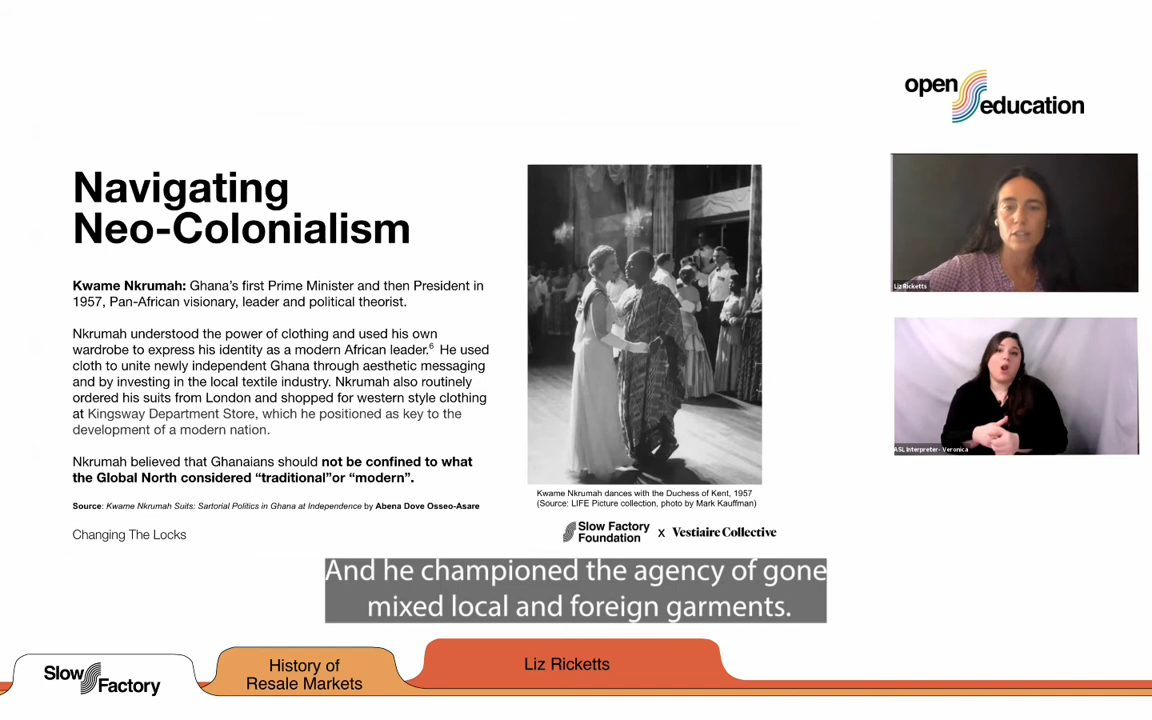 open
education
Navigating
Neo-Colonialism
Kwame Nkrumah: Ghana's first Prime Minister and then President in
1957, Pan-African visionary, leader and political theorist.
Nkrumah understood the power of clothing and used his own
wardrobe to express his identity as a modern African leader.6 He used
cloth to unite newly independent Ghana through aesthetic messaging
and by investing in the local textile industry. Nkrumah also routinely
ordered his suits from London and shopped for western style clothing
at Kingsway Department Store, which he positioned as key to the
development of a modern nation.
Nkrumah believed that Ghanaians should not be confined to what
the Global North considered “traditional”or “modern”.
Source: Kwame Nkrumah Suits: Sartorial Politics in Ghana at Independence by Abena Dove Osseo-Asare
Changing The Locks
Kwame Nkrumah dances with the Duchess of Kent, 1957
(Source: LIFE Picture collection, photo by Mark Kauffman)
Slow Factory
Foundation x Vestiaire Collective
Liz Ricketts
ASL Interpreter- Veronica
And he championed the agency of gone
mixed local and foreign garments.
Slow
Factory
History of
Resale Markets
Liz Ricketts